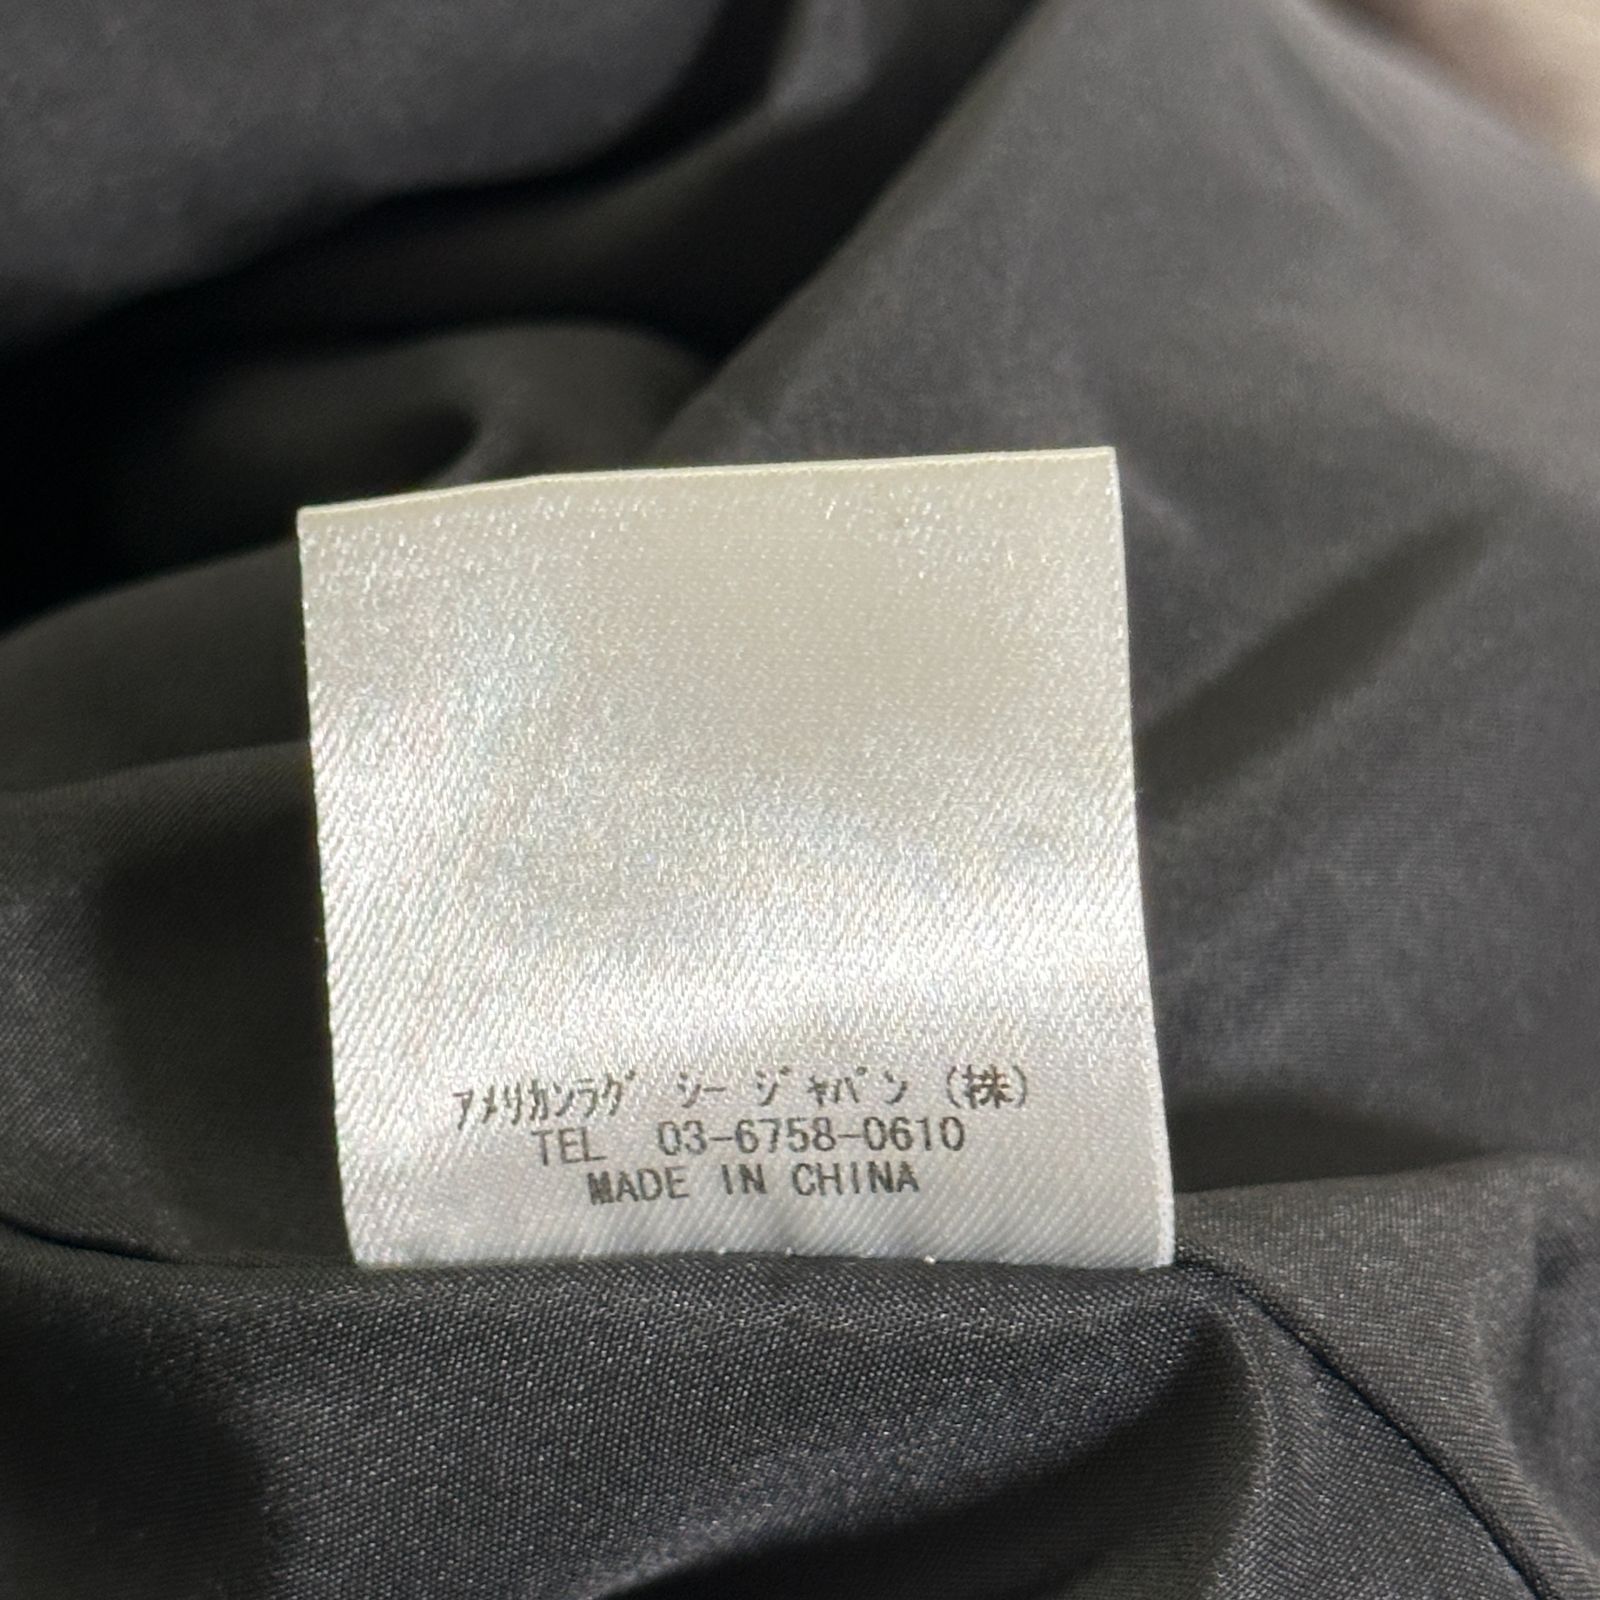 アメリカンラグ シー ジャパン (株)
TEL 03-6758-0610
MADE IN CHINA